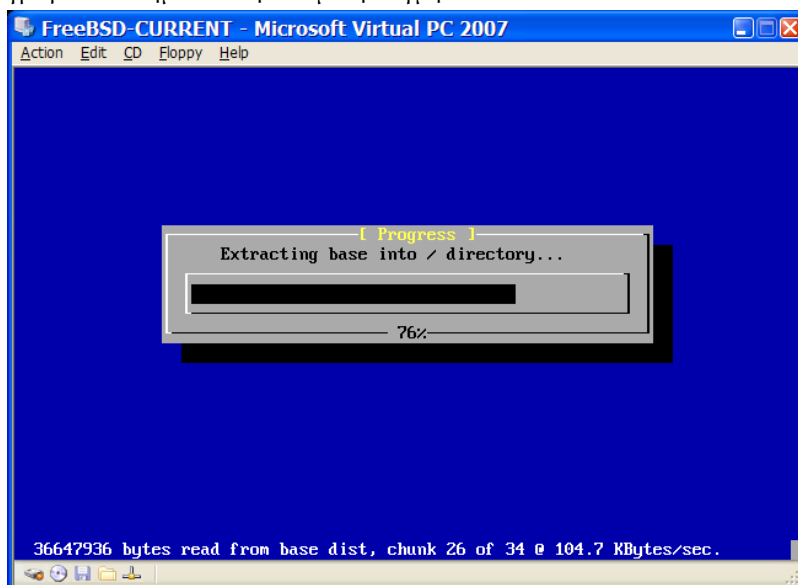 FreeBSD-CURRENT - Microsoft Virtual PC 2007
Action Edit CD Floppy Help
[ Progress ]
Extracting base into / directory...
76%
36647936 bytes read from base dist, chunk 26 of 34 @ 104.7 KBytes/sec.